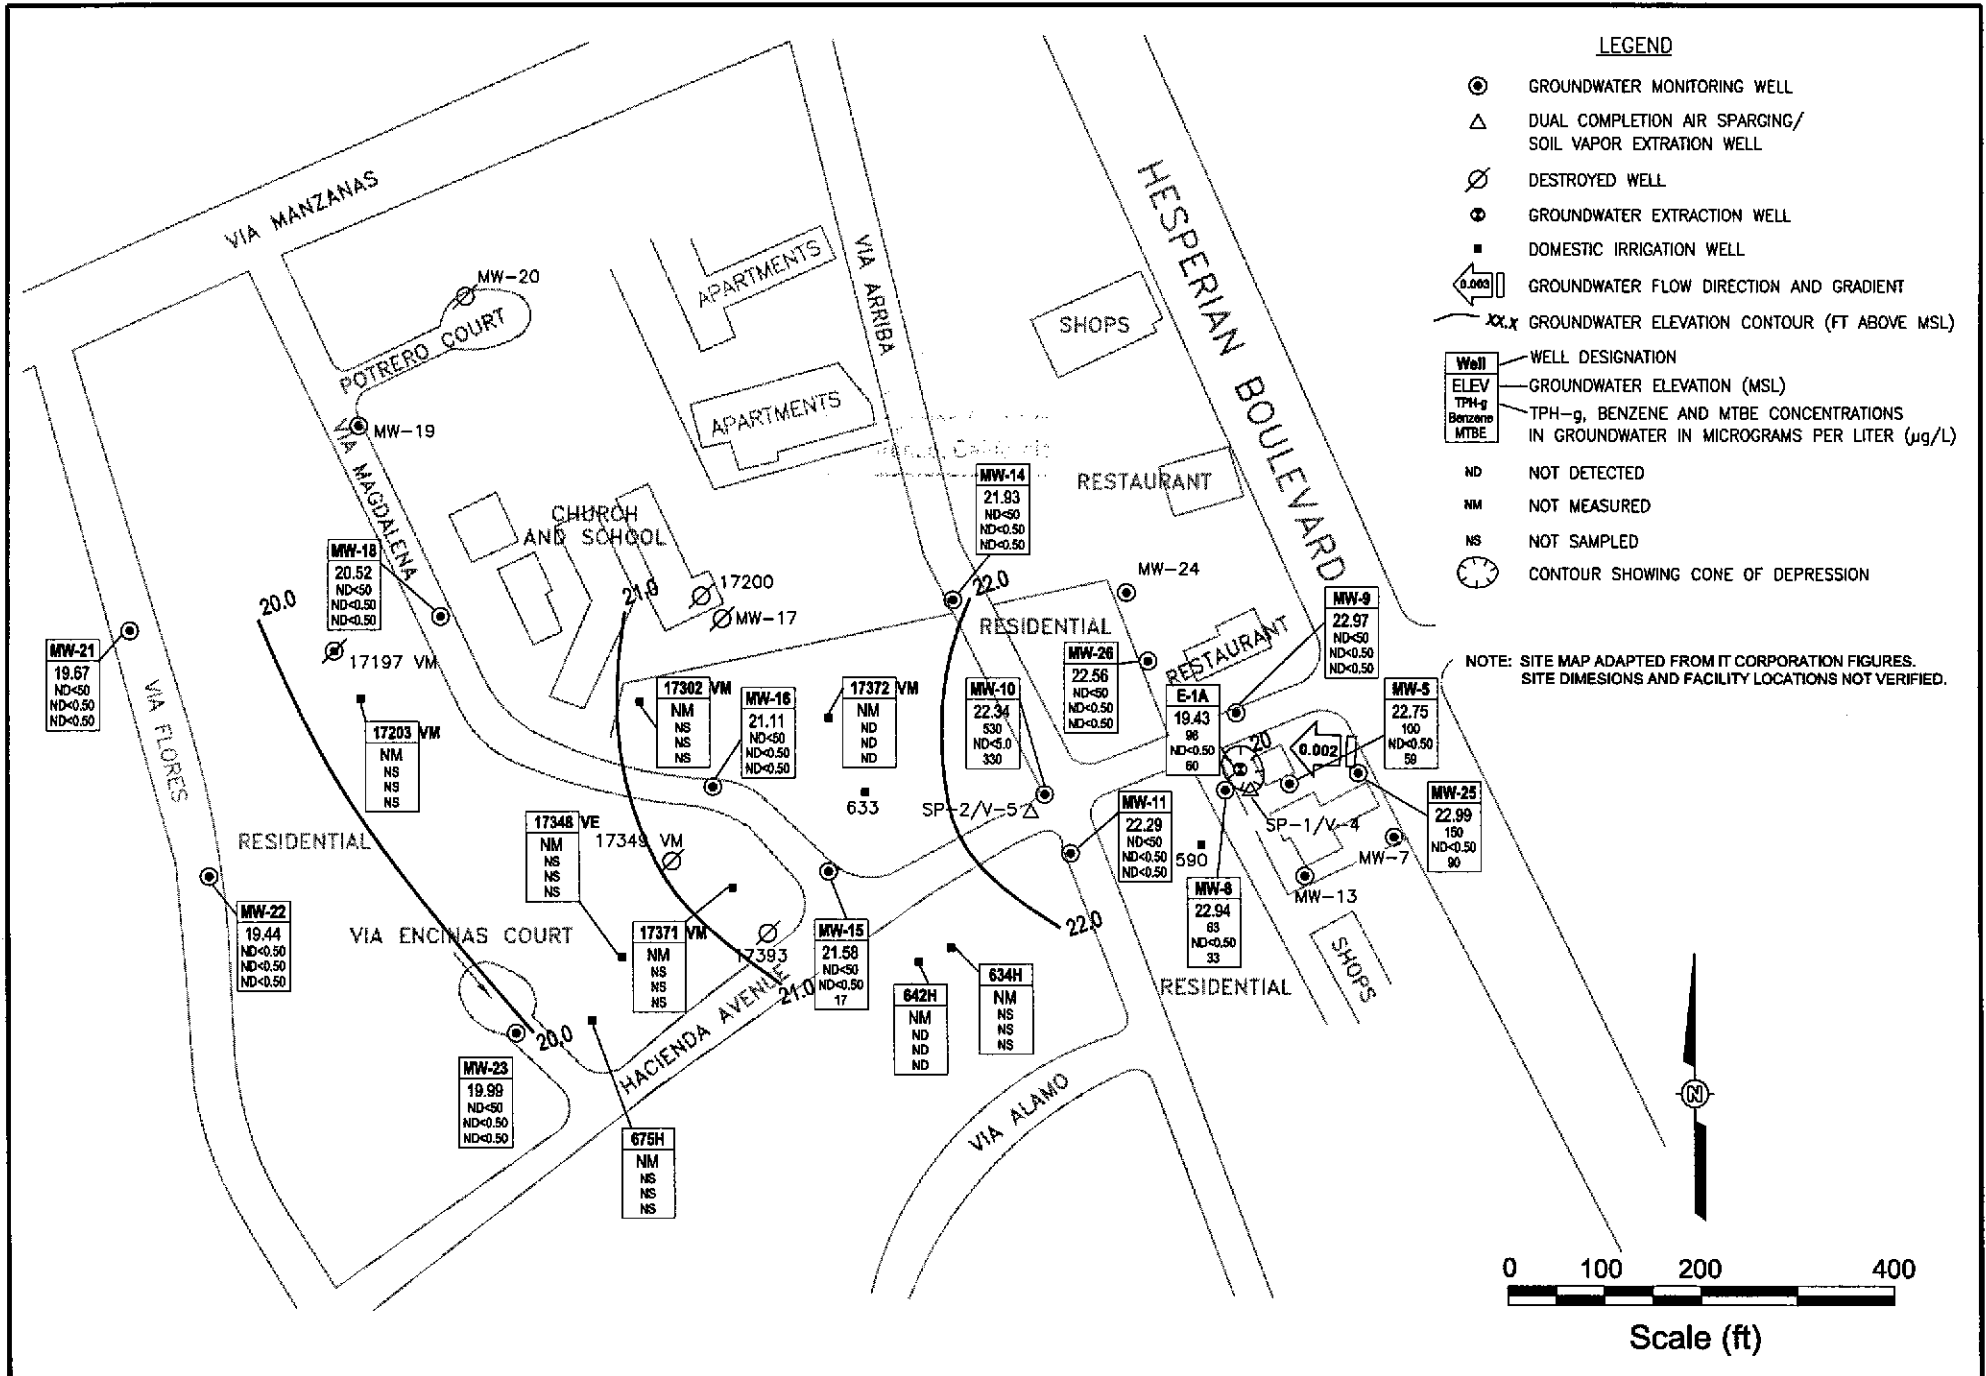 LEGEND
GROUNDWATER MONITORING WELL
DUAL COMPLETION AIR SPARGING/
SOIL VAPOR EXTRATION WELL
DESTROYED WELL
GROUNDWATER EXTRACTION WELL
DOMESTIC IRRIGATION WELL
0.003 GROUNDWATER FLOW DIRECTION AND GRADIENT
XX.X GROUNDWATER ELEVATION CONTOUR (FT ABOVE MSL)
Well WELL DESIGNATION
ELEV GROUNDWATER ELEVATION (MSL)
TPH-g
Benzene
MTBE
TPH-g, BENZENE AND MTBE CONCENTRATIONS
IN GROUNDWATER IN MICROGRAMS PER LITER (µg/L)
ND NOT DETECTED
NM NOT MEASURED
NS NOT SAMPLED
CONTOUR SHOWING CONE OF DEPRESSION
NOTE: SITE MAP ADAPTED FROM IT CORPORATION FIGURES.
SITE DIMESIONS AND FACILITY LOCATIONS NOT VERIFIED.
VIA MANZANAS
MW-20
POTRERO COURT
MW-19
VIA MAGDALENA
APARTMENTS
APARTMENTS
VIA ARRIBA
SHOPS
HESPERIAN BOULEVARD
RESTAURANT
CHURCH
AND SCHOOL
MW-14
21.93
ND<50
ND<0.50
ND<0.50
MW-18
20.52
ND<50
ND<0.50
ND<0.50
20.0
21.0
17200
MW-17
22.0
RESIDENTIAL
MW-24
MW-9
22.97
ND<50
ND<0.50
ND<0.50
MW-21
19.67
ND<50
ND<0.50
ND<0.50
17197 VM
VIA FLORES
17203 VM
NM
NS
NS
NS
17302 VM
NM
NS
NS
NS
MW-16
21.11
ND<50
ND<0.50
ND<0.50
17372 VM
NM
ND
ND
ND
MW-10
22.34
530
ND<5.0
330
MW-26
22.56
ND<50
ND<0.50
ND<0.50
RESTAURANT
E-1A
19.43
96
ND<0.50
60
20
0.002
MW-5
22.75
100
ND<0.50
59
633
SP-2/V-5
MW-11
22.29
ND<50
ND<0.50
ND<0.50
590
SP-1/V-4
MW-25
22.99
150
ND<0.50
90
MW-7
MW-13
MW-8
22.94
63
ND<0.50
33
RESIDENTIAL
17348 VE
NM
NS
NS
NS
17349 VM
MW-22
19.44
ND<0.50
ND<0.50
ND<0.50
VIA ENCINAS COURT
17371 VM
NM
NS
NS
NS
17393
MW-15
21.58
ND<50
ND<0.50
17
22.0
21.0
642H
NM
ND
ND
ND
634H
NM
NS
NS
NS
RESIDENTIAL
SHOPS
20.0
MW-23
19.99
ND<50
ND<0.50
ND<0.50
HACIENDA AVENUE
675H
NM
NS
NS
NS
VIA ALAMO
N
0 100 200 400
Scale (ft)